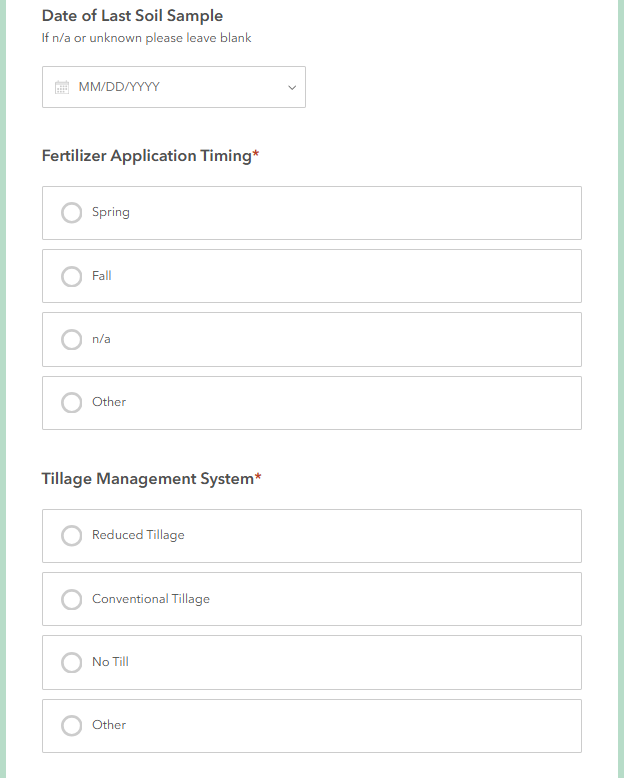 Date of Last Soil Sample
If n/a or unknown please leave blank
MM/DD/YYYY
Fertilizer Application Timing*
Spring
Fall
n/a
Other
Tillage Management System*
Reduced Tillage
Conventional Tillage
No Till
Other